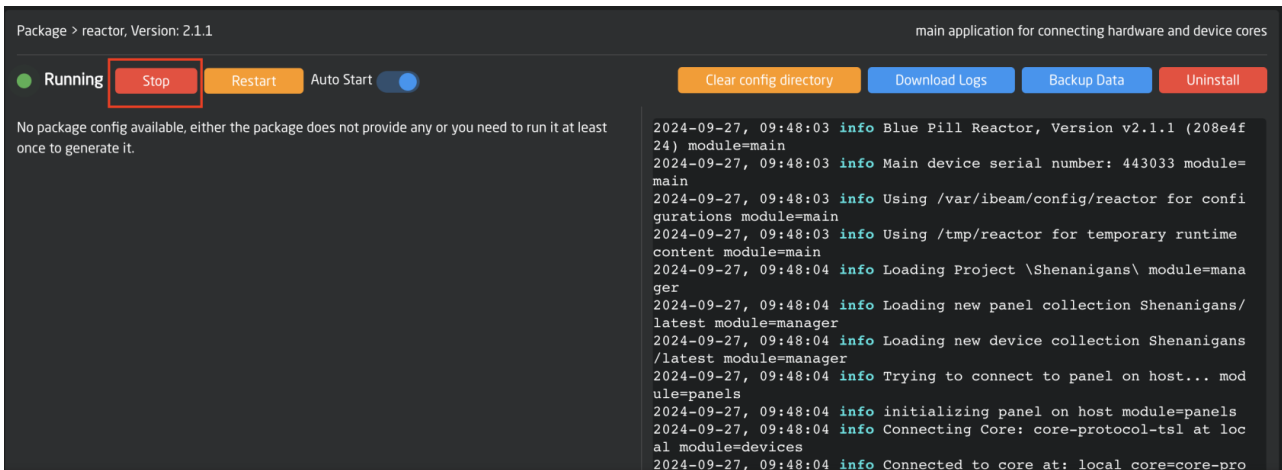 Package > reactor, Version: 2.1.1
main application for connecting hardware and device cores
Running
Stop
Restart
Auto Start
Clear config directory
Download Logs
Backup Data
Uninstall
No package config available, either the package does not provide any or you need to run it at least
once to generate it.
2024-09-27, 09:48:03 info Blue Pill Reactor, Version v2.1.1 (208e4f
24) module=main
2024-09-27, 09:48:03 info Main device serial number: 443033 module=
main
2024-09-27, 09:48:03 info Using /var/ibeam/config/reactor for confi
gurations module=main
2024-09-27, 09:48:03 info Using /tmp/reactor for temporary runtime
content module=main
2024-09-27, 09:48:04 info Loading Project \Shenanigans\ module=mana
ger
2024-09-27, 09:48:04 info Loading new panel collection Shenanigans/
latest module=manager
2024-09-27, 09:48:04 info Loading new device collection Shenanigans
/latest module=manager
2024-09-27, 09:48:04 info Trying to connect to panel on host... mod
ule=panels
2024-09-27, 09:48:04 info initializing panel on host module=panels
2024-09-27, 09:48:04 info Connecting Core: core-protocol-tsl at loc
al module=devices
2024-09-27, 09:48:04 info Connected to core at: local core=core-pro